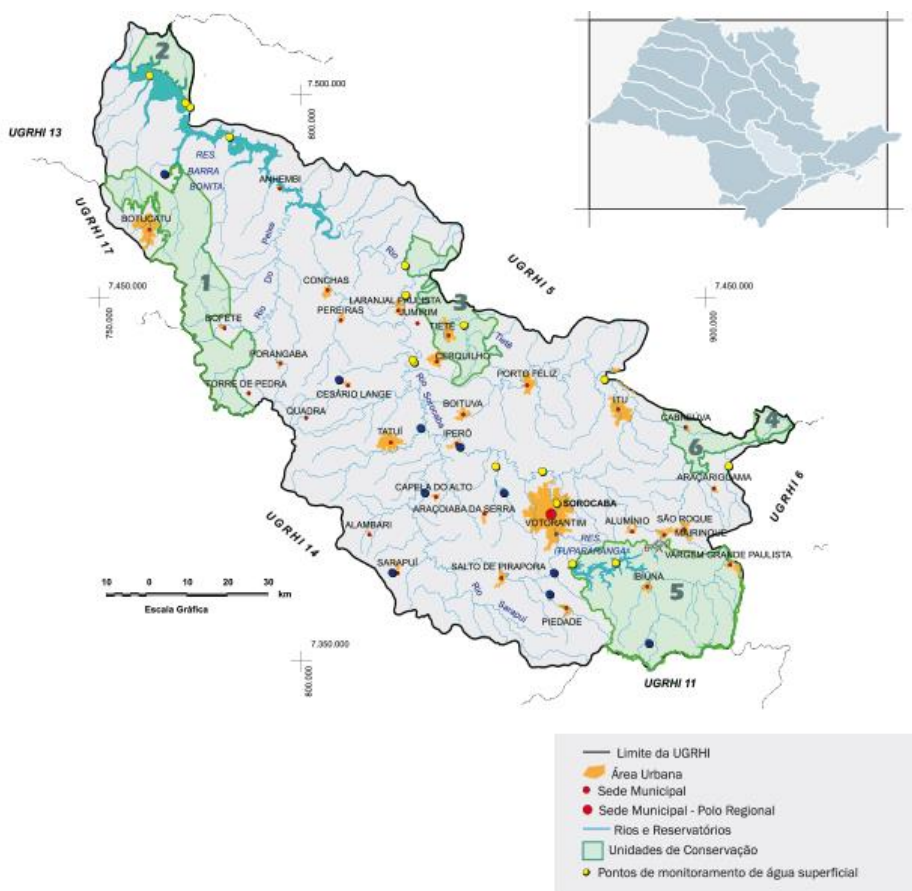 2
7.500.000
800.000
UGRHI 13
RES.
BARRA
BONITA
ANHEMBI
BOTUCATU
UGRHI 17
Peixe
Do
Rio
Rio
UGRHI 5
1
CONCHAS
7.450.000
750.000
LARANJAL PAULISTA
JUMIRIM
3
7.450.000
900.000
BOFETE
PEREIRAS
TIETÊ
Tietê
PORANGABA
CERQUILHO
TORRE DE PEDRA
CESÁRIO LANGE
PORTO FELIZ
Rio Sorocaba
ITU
QUADRA
BOITUVA
CABREÚVA
4
TATUÍ
IPERÓ
6
ARAÇARIGUAMA
UGRHI 6
CAPELA DO ALTO
SOROCABA
ARAÇOIABA DA SERRA
VOTORANTIM
ALUMÍNIO
SÃO ROQUE
UGRHI 14
ALAMBARI
RES.
MAIRINQUE
ITUPARARANGA
VARGEM GRANDE PAULISTA
SARAPUÍ
SALTO DE PIRAPORA
IBIÚNA
5
Rio
Sarapuí
PIEDADE
10 0 10 20 30
km
Escala Gráfica
7.350.000
800.000
UGRHI 11
Limite da UGRHI
Área Urbana
Sede Municipal
Sede Municipal - Polo Regional
Rios e Reservatórios
Unidades de Conservação
Pontos de monitoramento de água superficial